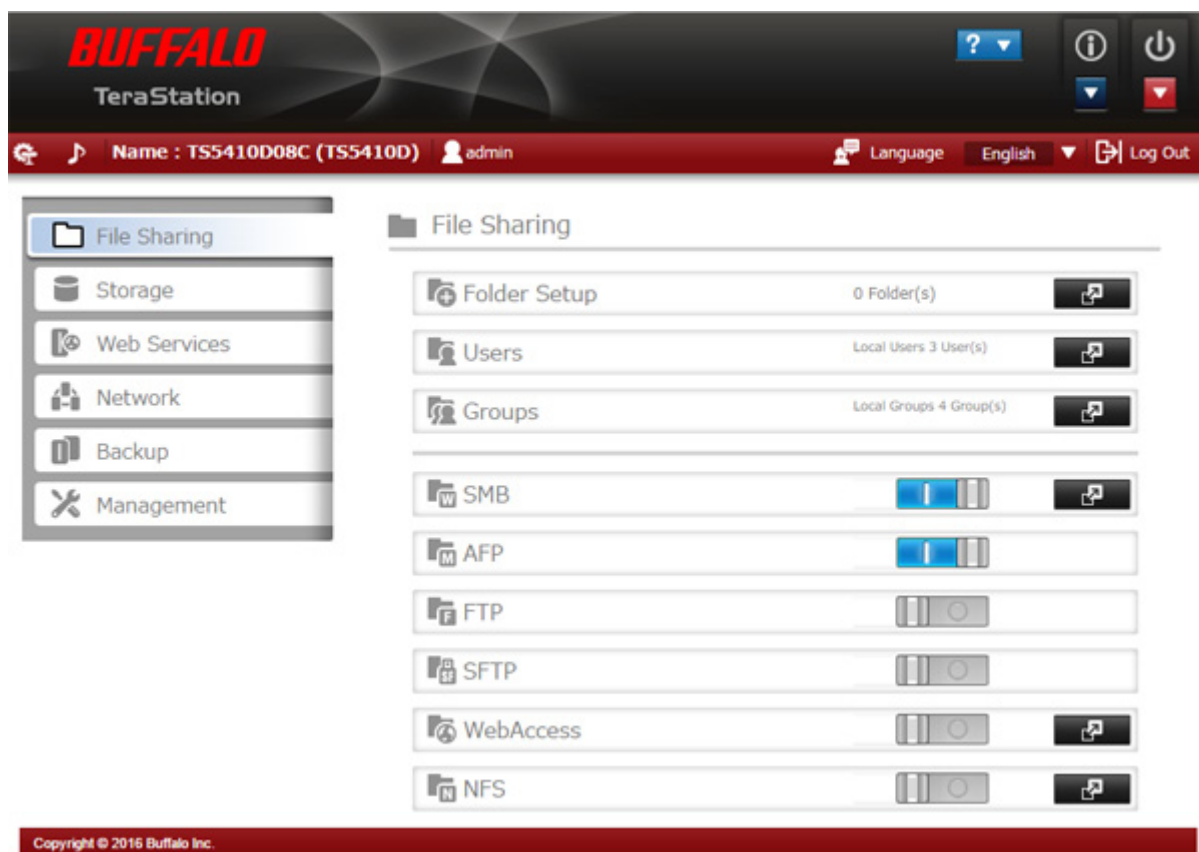 BUFFALO
TeraStation
?
Name : TS5410D08C (TS5410D) admin Language English Log Out
File Sharing
Storage
Web Services
Network
Backup
Management
File Sharing
Folder Setup 0 Folder(s)
Users Local Users 3 User(s)
Groups Local Groups 4 Group(s)
SMB
AFP
FTP
SFTP
WebAccess
NFS
Copyright © 2016 Buffalo Inc.